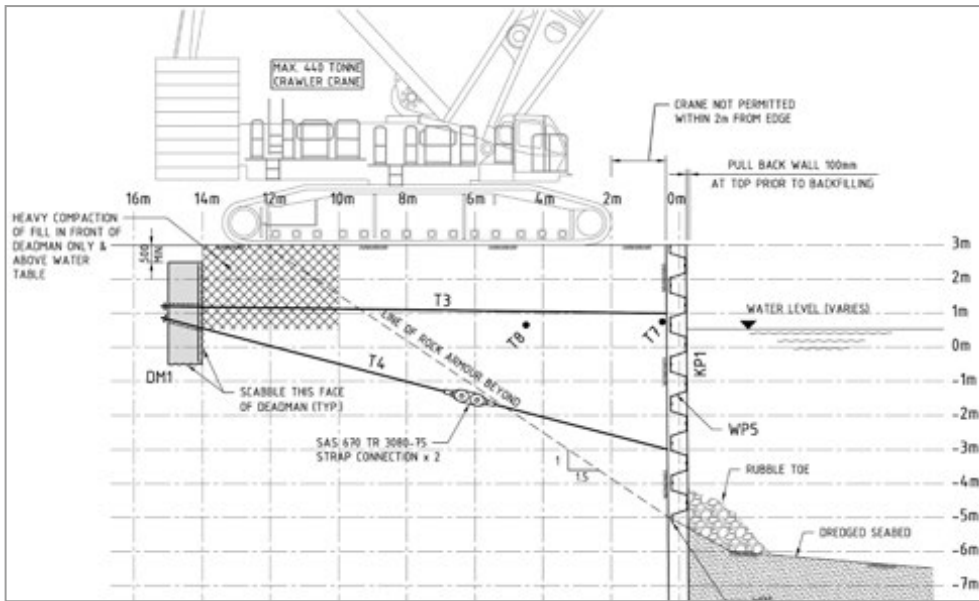 MAX. 440 TONNE
CRAWLER CRANE
CRANE NOT PERMITTED
WITHIN 2m FROM EDGE
PULL BACK WALL 100mm
AT TOP PRIOR TO BACKFILLING
16m 14m 12m 10m 8m 6m 4m 2m 0m
HEAVY COMPACTION
OF FILL IN FRONT OF
DEADMAN ONLY &
ABOVE WATER
TABLE
500
MIN
3m
2m
1m
0m
-1m
-2m
-3m
-4m
-5m
-6m
-7m
T3
WATER LEVEL (VARIES)
T8
T7
LINE OF ROCK ARMOUR BEYOND
T4
KP1
DM1
SCABBLE THIS FACE
OF DEADMAN (TYP.)
WP5
SAS 670 TR 3080-75
STRAP CONNECTION x 2
1
1.5
RUBBLE TOE
DREDGED SEABED